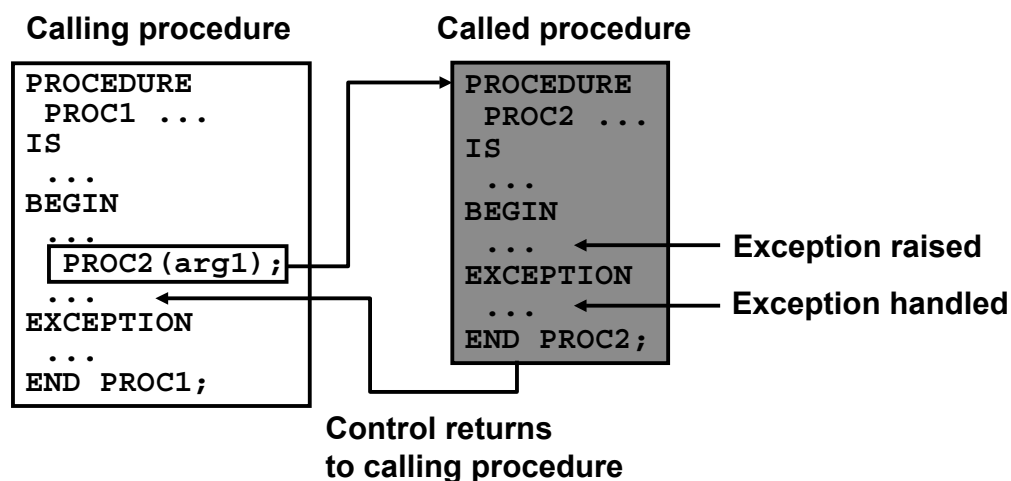 Calling procedure
PROCEDURE
PROC1 ...
IS
...
BEGIN
...
PROC2(arg1);
...
EXCEPTION
...
END PROC1;
Called procedure
PROCEDURE
PROC2 ...
IS
...
BEGIN
...
EXCEPTION
...
END PROC2;
Exception raised
Exception handled
Control returns
to calling procedure